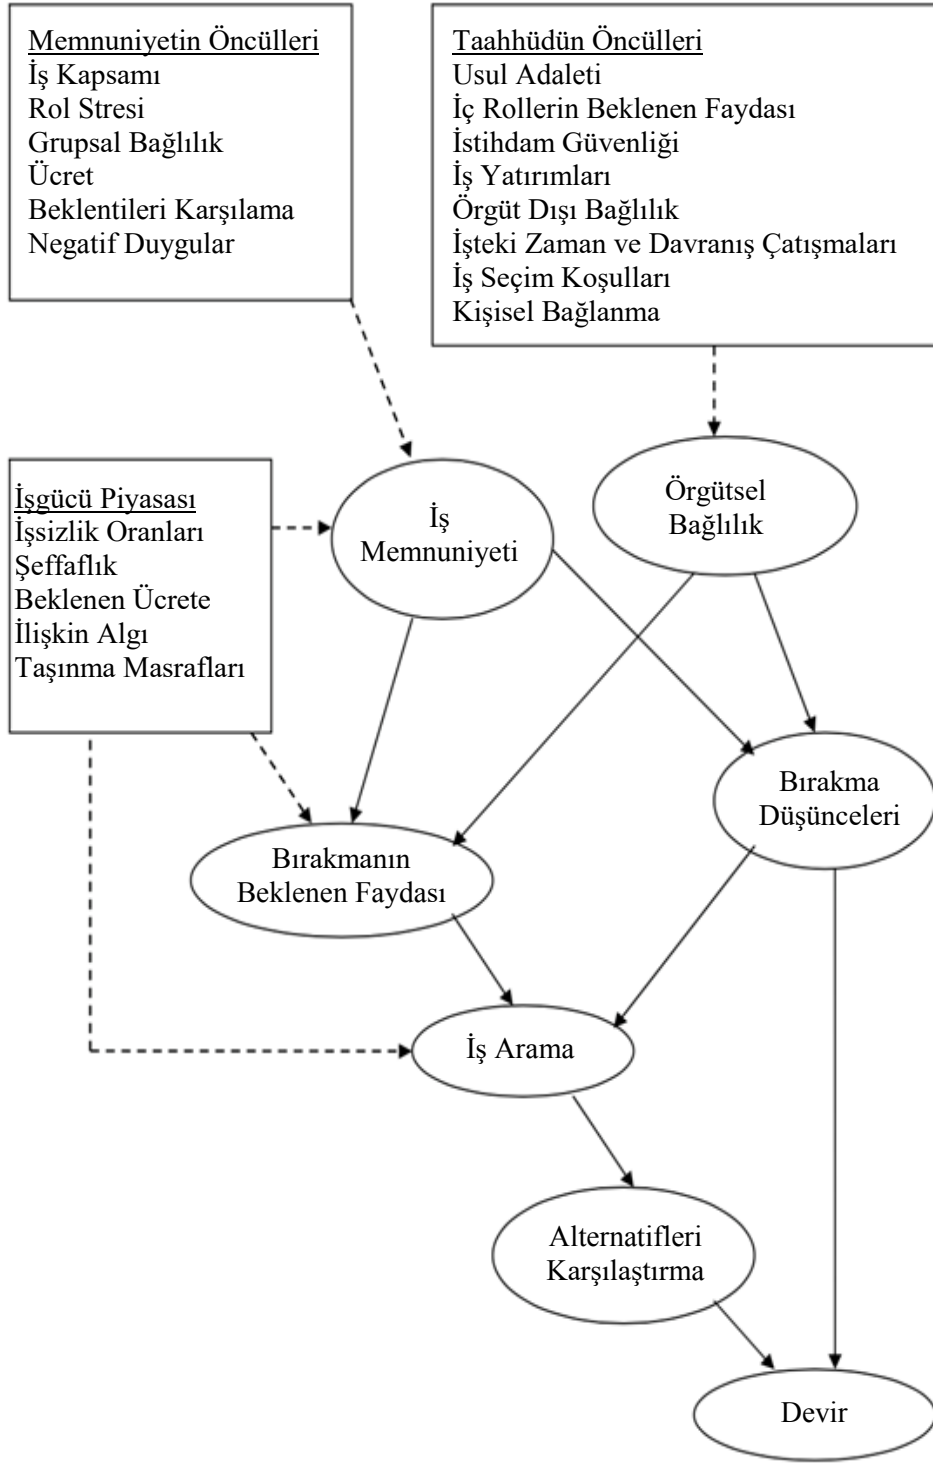 Memnuniyetin Öncülleri
İş Kapsamı
Rol Stresi
Grupsal Bağlılık
Ücret
Beklentileri Karşılama
Negatif Duygular
Taahhüdün Öncülleri
Usul Adaleti
İç Rollerin Beklenen Faydası
İstihdam Güvenliği
İş Yatırımları
Örgüt Dışı Bağlılık
İşteki Zaman ve Davranış Çatışmaları
İş Seçim Koşulları
Kişisel Bağlanma
İşgücü Piyasası
İşsizlik Oranları
Şeffaflık
Beklenen Ücrete
İlişkin Algı
Taşınma Masrafları
İş
Memnuniyeti
Örgütsel
Bağlılık
Bırakma
Düşünceleri
Bırakmanın
Beklenen Faydası
İş Arama
Alternatifleri
Karşılaştırma
Devir